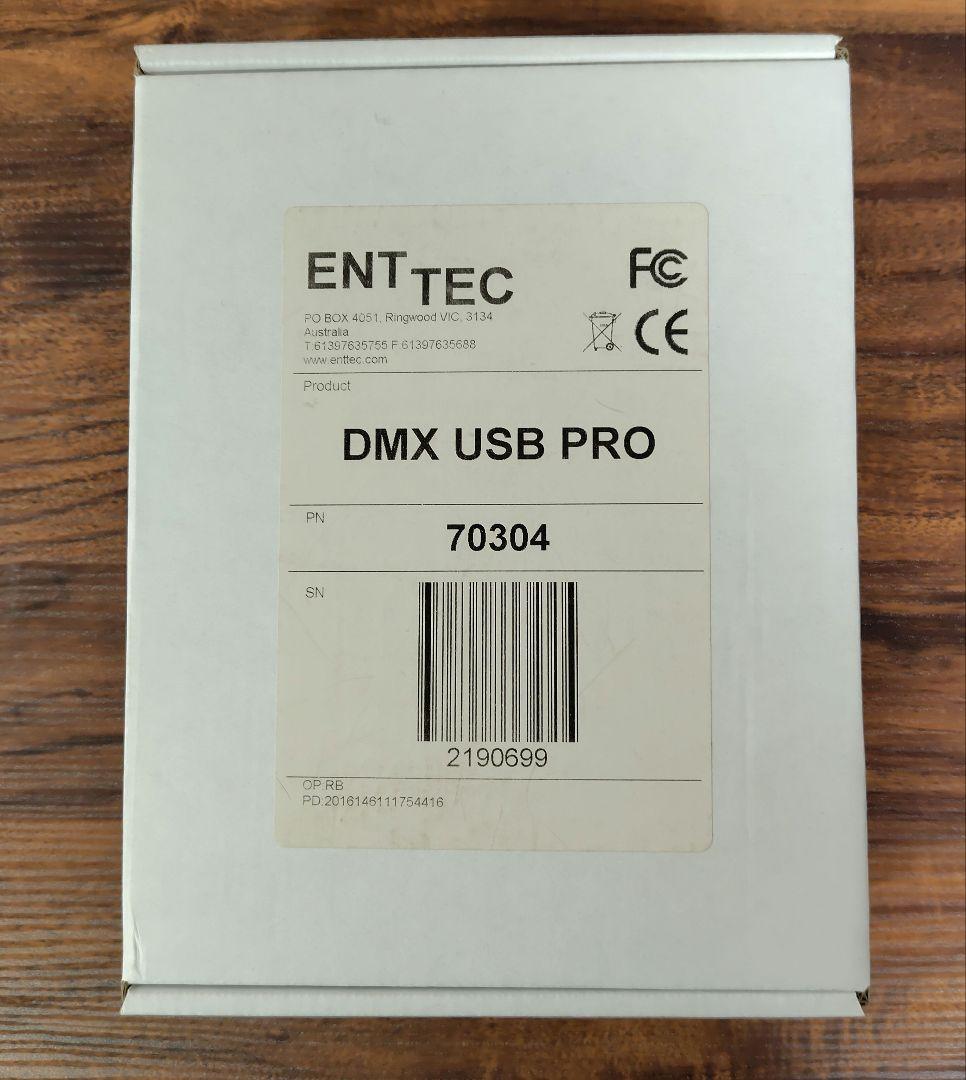 ENTTEC
FC
PO BOX 4051, Ringwood VIC, 3134
Australia
T:61397635755 F:61397635688
www.enttec.com
CE
Product
DMX USB PRO
PN
70304
SN
2190699
OP:RB
PD:2016146111754416